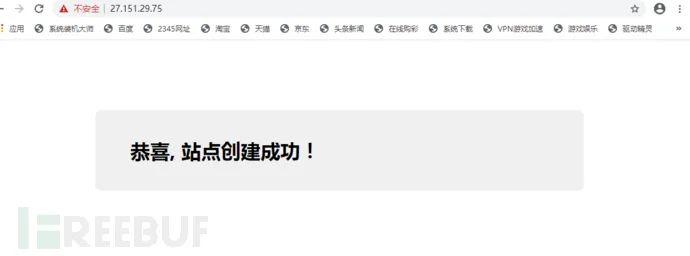 不安全 | 27.151.29.75
应用 系统装机大师 百度 2345网址 淘宝 天猫 京东 头条新闻 在线购彩 系统下载 VPN游戏加速 游戏娱乐 驱动精灵 »
恭喜, 站点创建成功！
FREEBUF